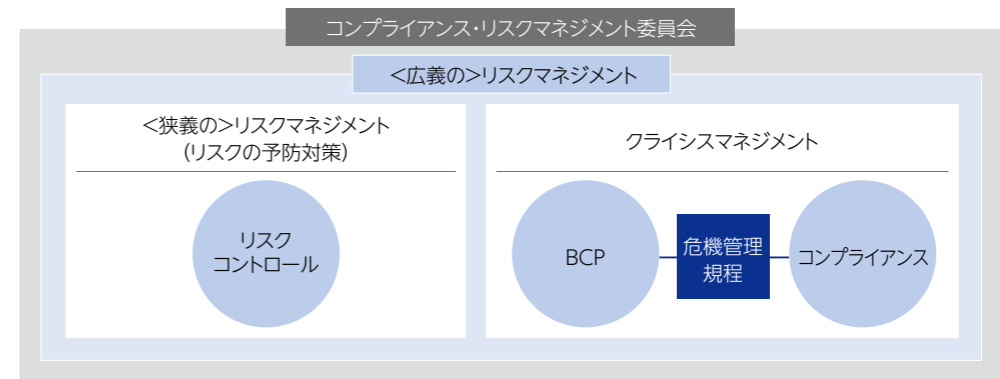 コンプライアンス・リスクマネジメント委員会
<広義の>リスクマネジメント
<狭義の>リスクマネジメント
(リスクの予防対策)
リスク
コントロール
クライシスマネジメント
BCP
危機管理
規程
コンプライアンス